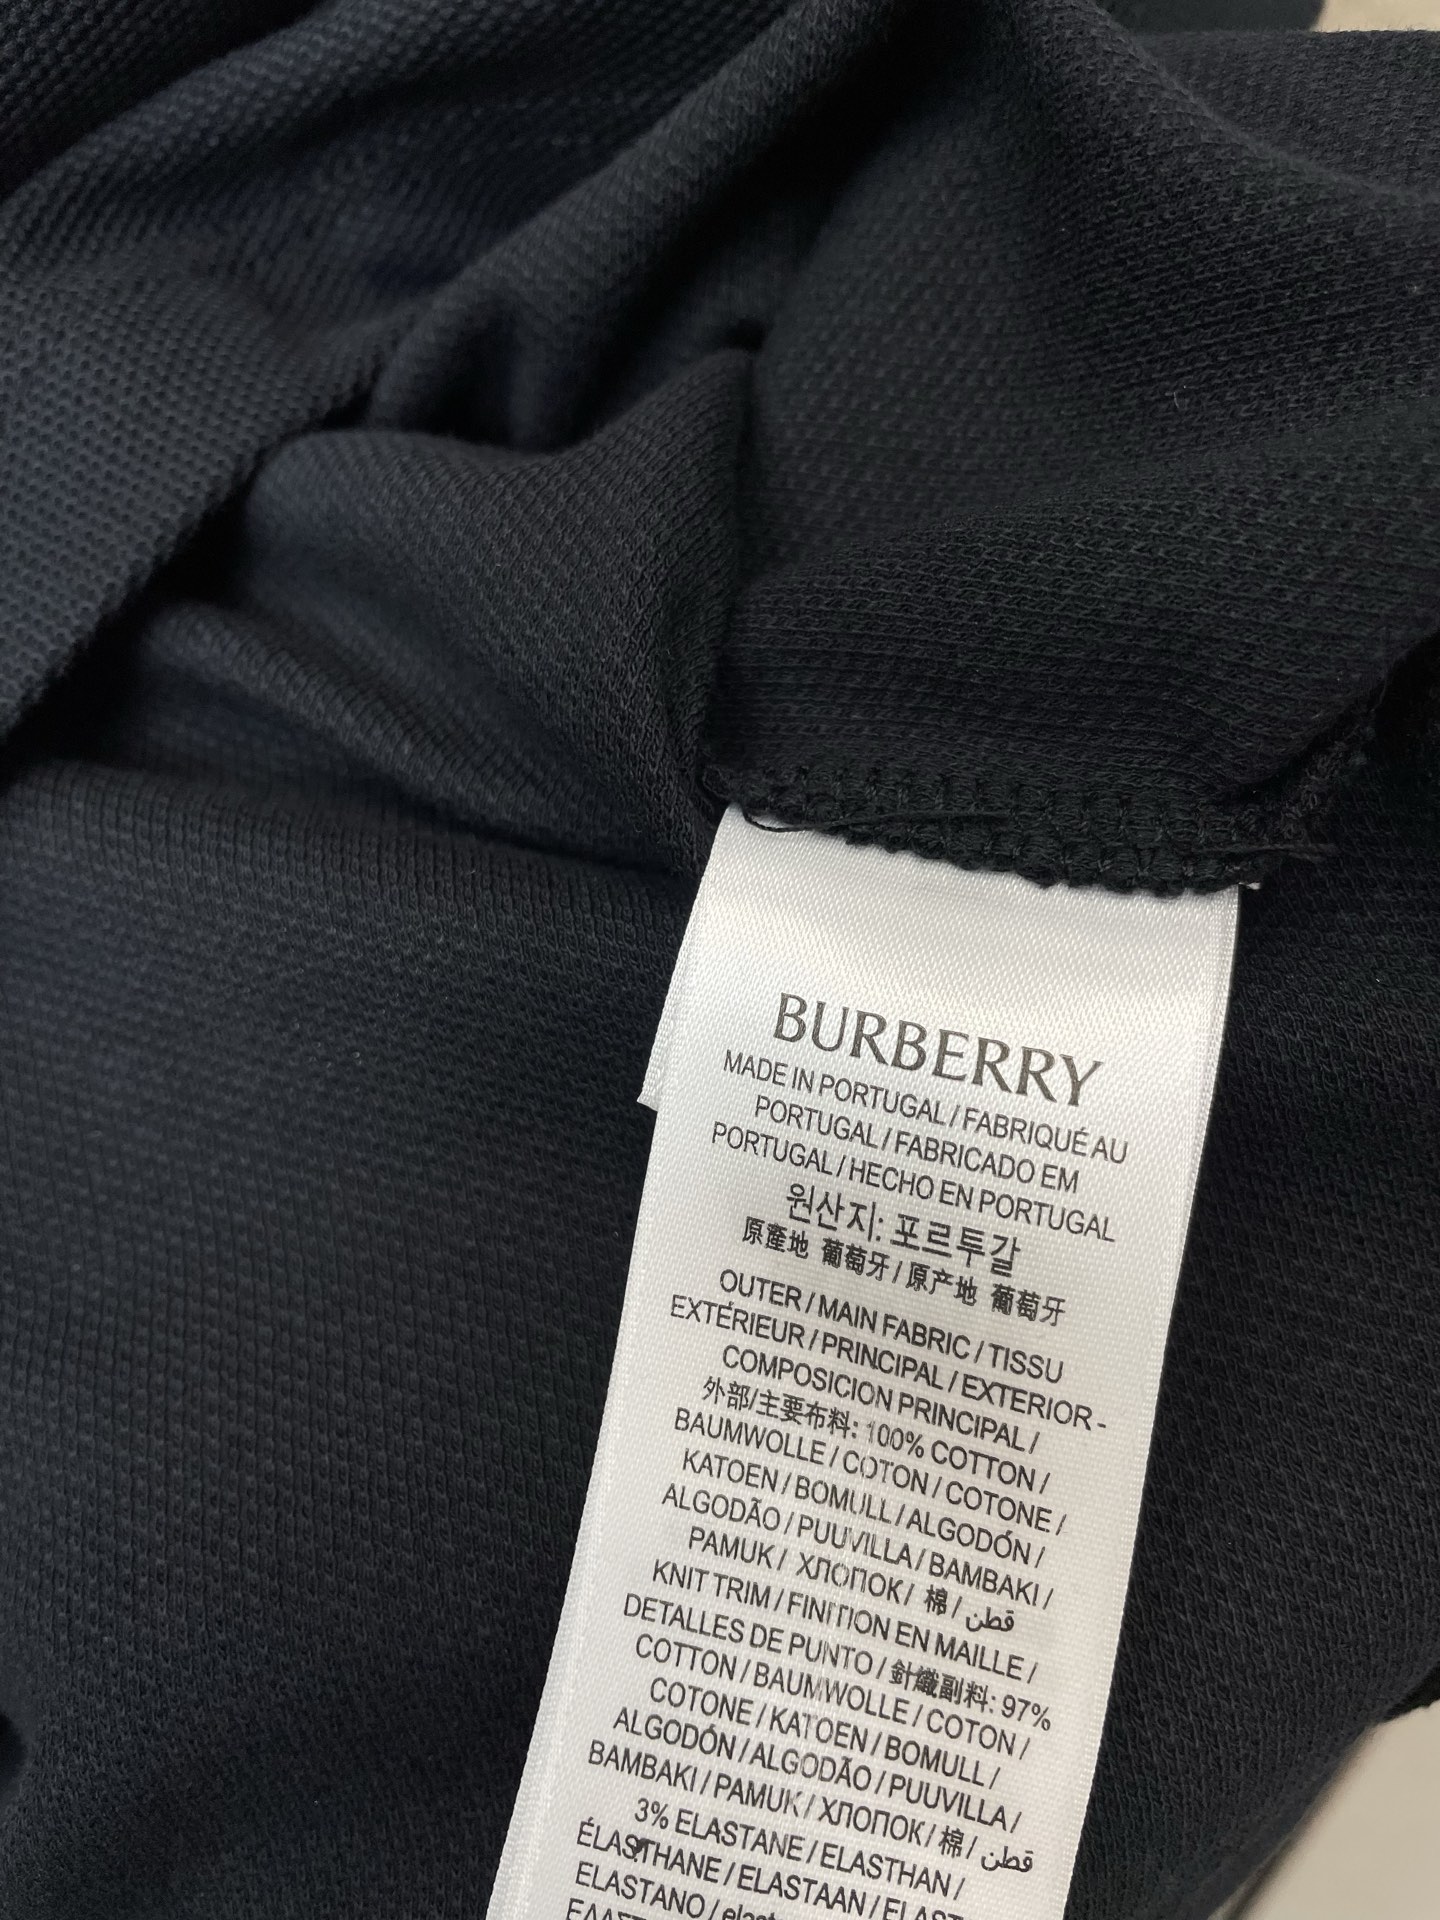 BURBERRY
MADE IN PORTUGAL / FABRIQUÉ AU
PORTUGAL / FABRICADO EM
PORTUGAL / HECHO EN PORTUGAL
원산지: 포르투갈
原產地 葡萄牙 / 原产地 葡萄牙
OUTER / MAIN FABRIC / TISSU
EXTÉRIEUR / PRINCIPAL / EXTERIOR -
COMPOSICION PRINCIPAL /
外部/主要布料: 100% COTTON /
BAUMWOLLE / COTON / COTONE /
KATOEN / BOMULL / ALGODÓN /
ALGODÃO / PUUVILLA / BAMBAKI /
PAMUK / ХЛОПОК / 棉 / قطن
KNIT TRIM / FINITION EN MAILLE /
DETALLES DE PUNTO / 針織副料: 97%
COTTON / BAUMWOLLE / COTON /
COTONE / KATOEN / BOMULL /
ALGODÓN / ALGODÃO / PUUVILLA /
BAMBAKI / PAMUK / ХЛОПОК / 棉 / قطن
3% ELASTANE / ELASTHAN /
ÉLASTHANE / ELASTAAN /
ELASTANO /